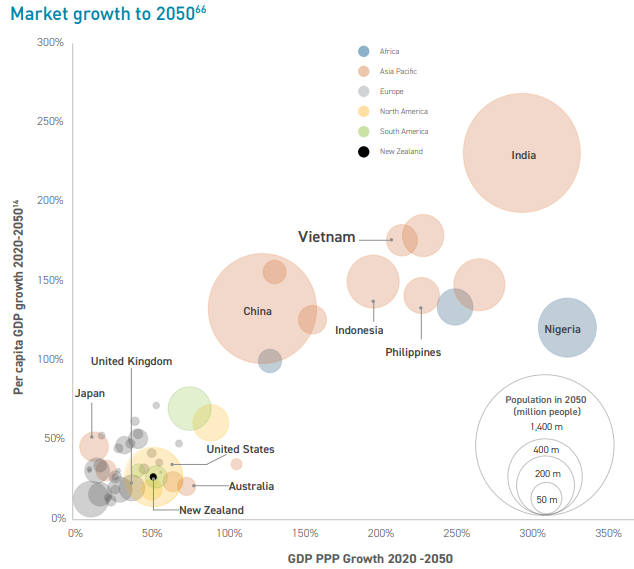 Market growth to 2050⁶⁶
300%
250%
200%
150%
100%
50%
0%
Per capita GDP growth 2020-2050¹⁴
Africa
Asia Pacific
Europe
North America
South America
New Zealand
India
Vietnam
China
Indonesia
Philippines
Nigeria
United Kingdom
Japan
United States
Australia
New Zealand
Population in 2050
(million people)
1,400 m
400 m
200 m
50 m
0%
50%
100%
150%
200%
250%
300%
350%
GDP PPP Growth 2020 -2050